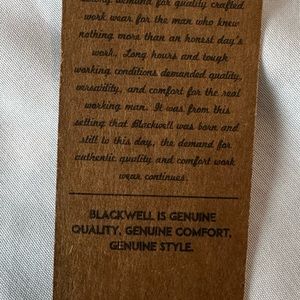 demand for quality crafted
work wear for the man who knew
nothing more than an honest day's
work. Long hours and tough
working conditions demanded quality,
versatility, and comfort for the real
working man. It was from this
setting that Blackwell was born and
still to this day, the demand for
authentic quality and comfort work
wear continues.
BLACKWELL IS GENUINE
QUALITY, GENUINE COMFORT,
GENUINE STYLE.